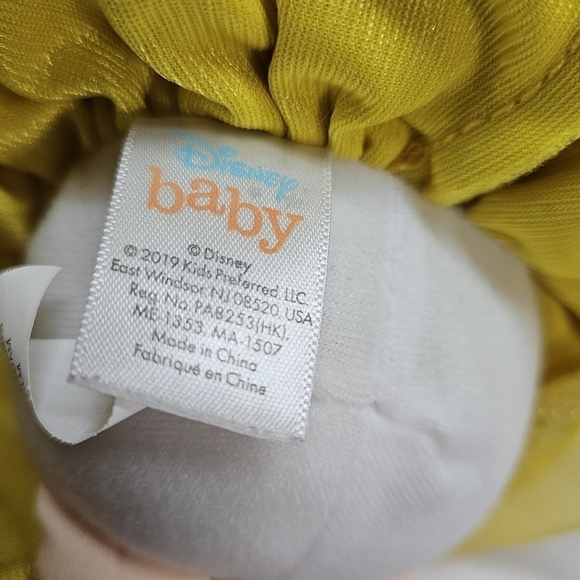 Disney
baby
© Disney
© 2019 Kids Preferred, LLC.
East Windsor, NJ 08520, USA
Reg. No. PA8253(HK),
ME-1353, MA-1507
Made in China
Fabriqué en Chine